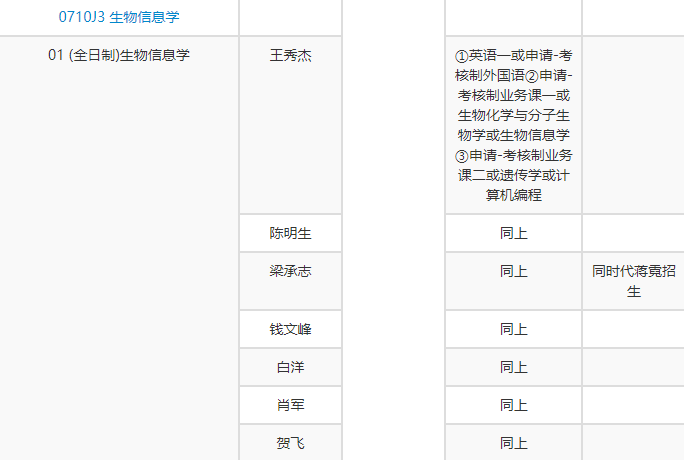 0710J3 生物信息学
01 (全日制)生物信息学
王秀杰
①英语一或申请-考
核制外国语②申请-
考核制业务课一或
生物化学与分子生
物学或生物信息学
③申请-考核制业务
课二或遗传学或计
算机编程
陈明生
同上
梁承志
同上
同时代蒋霓招
生
钱文峰
同上
白洋
同上
肖军
同上
贺飞
同上